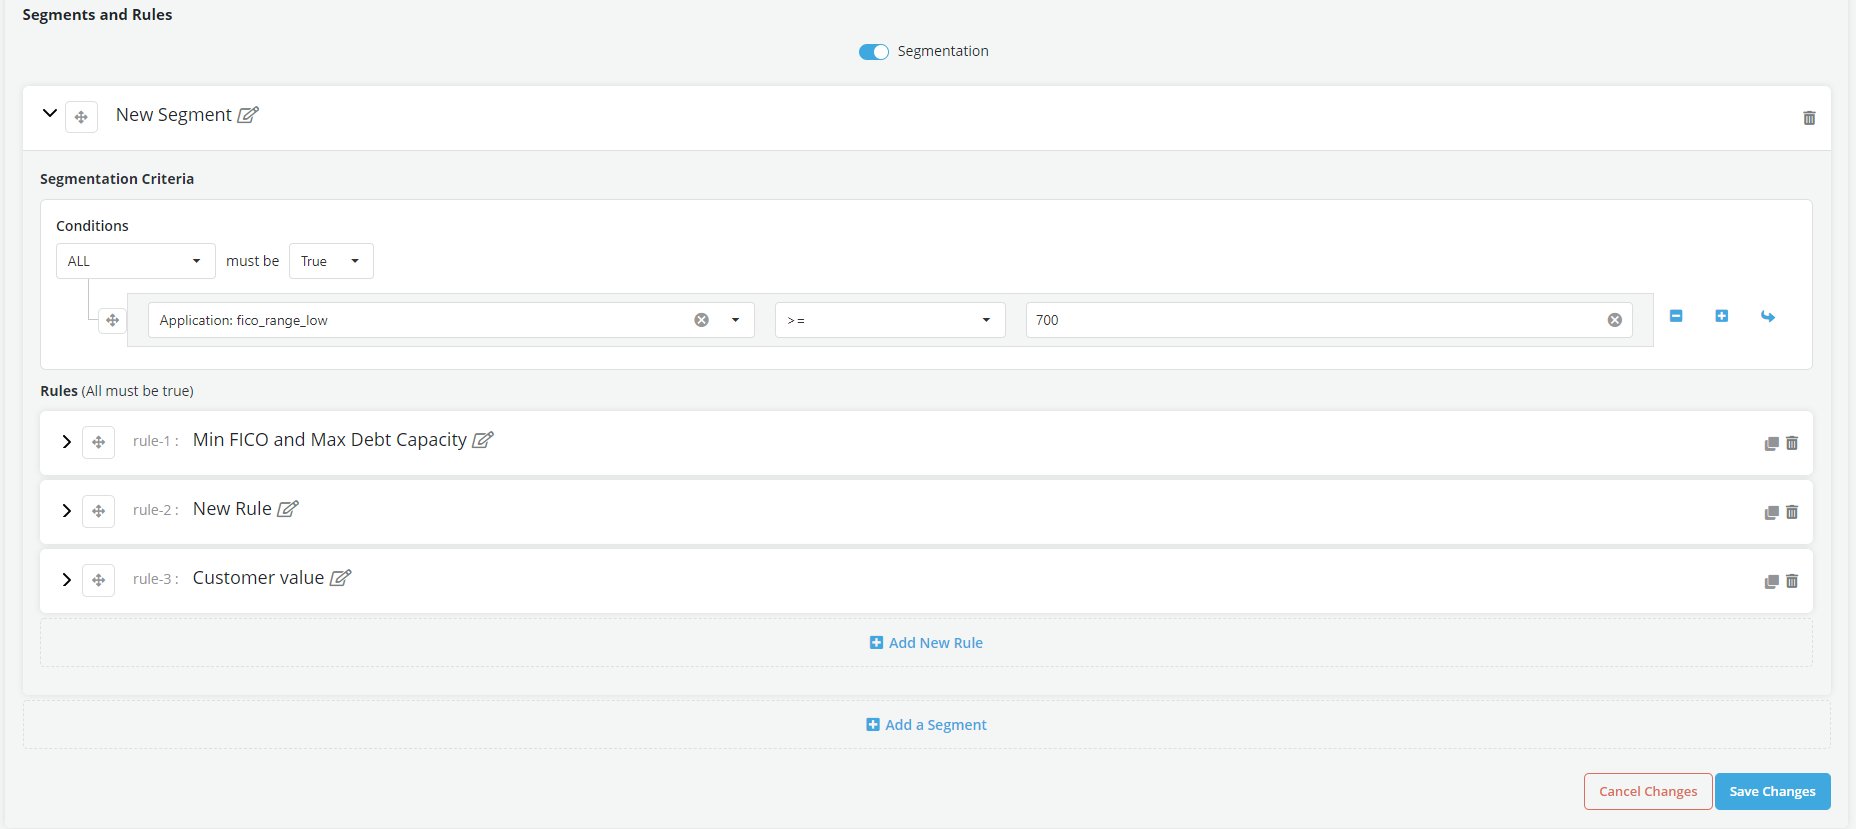 Segments and Rules
Segmentation
New Segment
Segmentation Criteria
Conditions
ALL must be True
Application: fico_range_low >= 700
Rules (All must be true)
rule-1 : Min FICO and Max Debt Capacity
rule-2 : New Rule
rule-3 : Customer value
Add New Rule
Add a Segment
Cancel Changes Save Changes